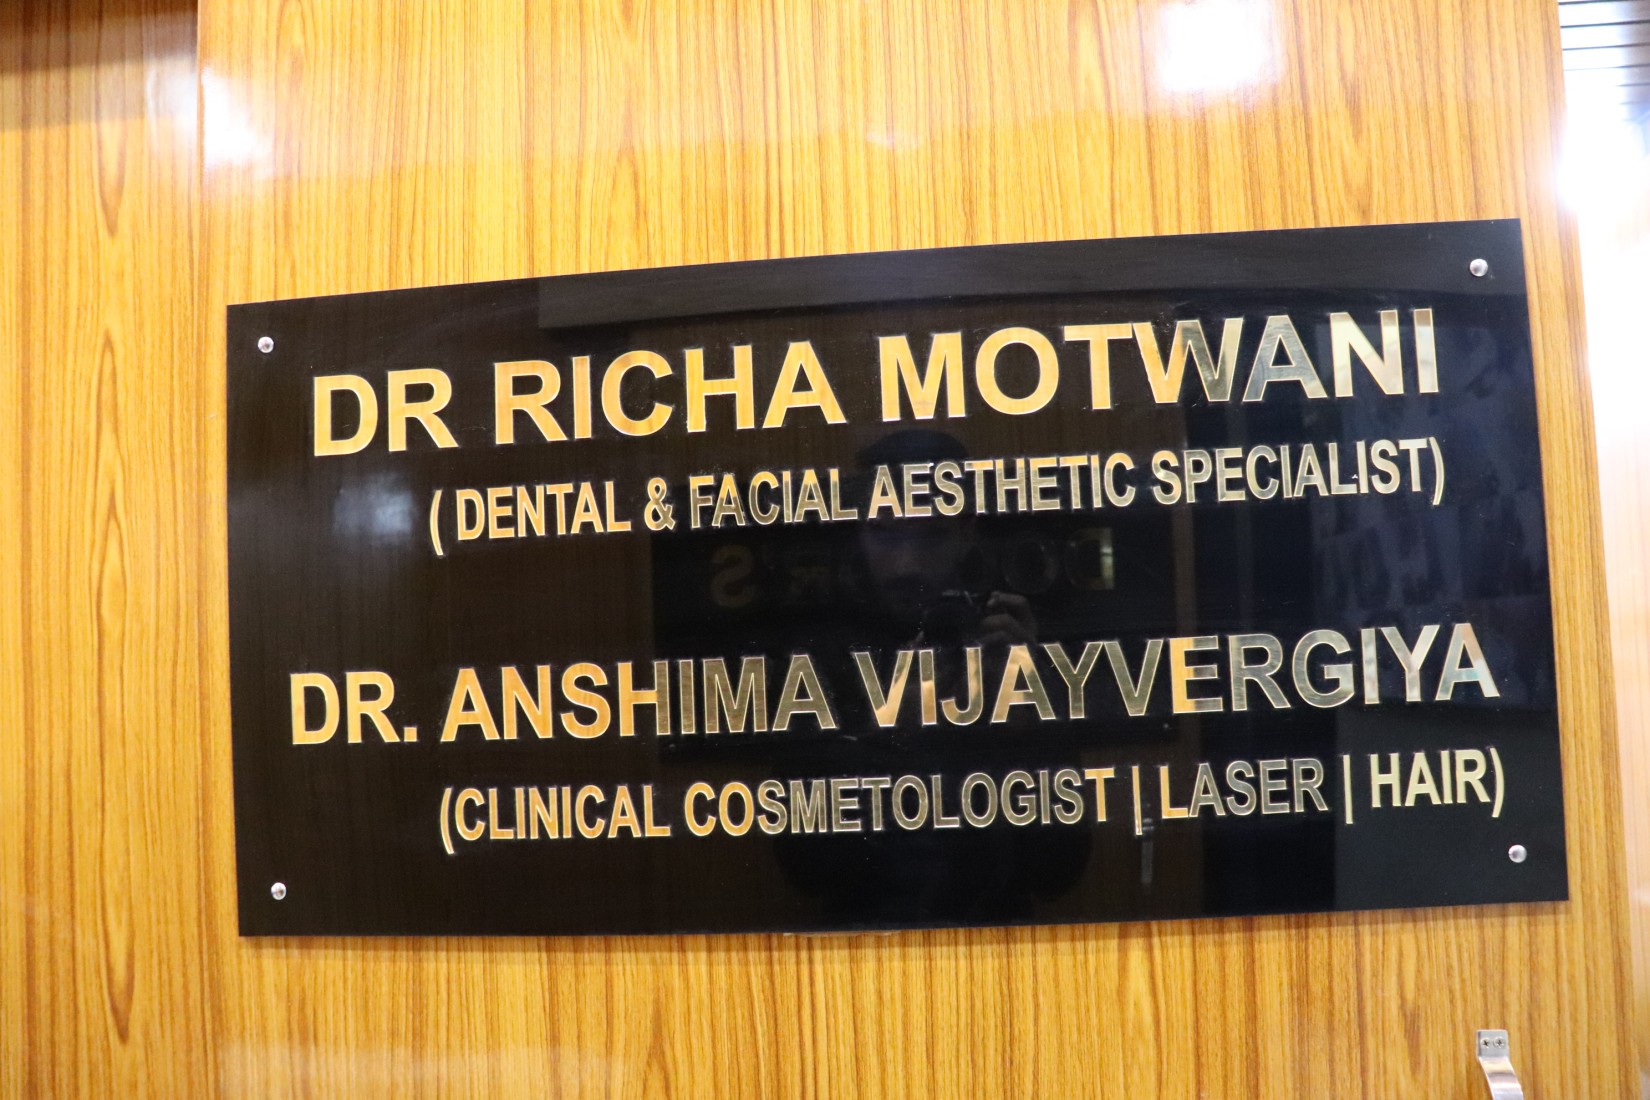 DR RICHA MOTWANI
( DENTAL & FACIAL AESTHETIC SPECIALIST)
DR. ANSHIMA VIJAYVERGIYA
(CLINICAL COSMETOLOGIST | LASER | HAIR)